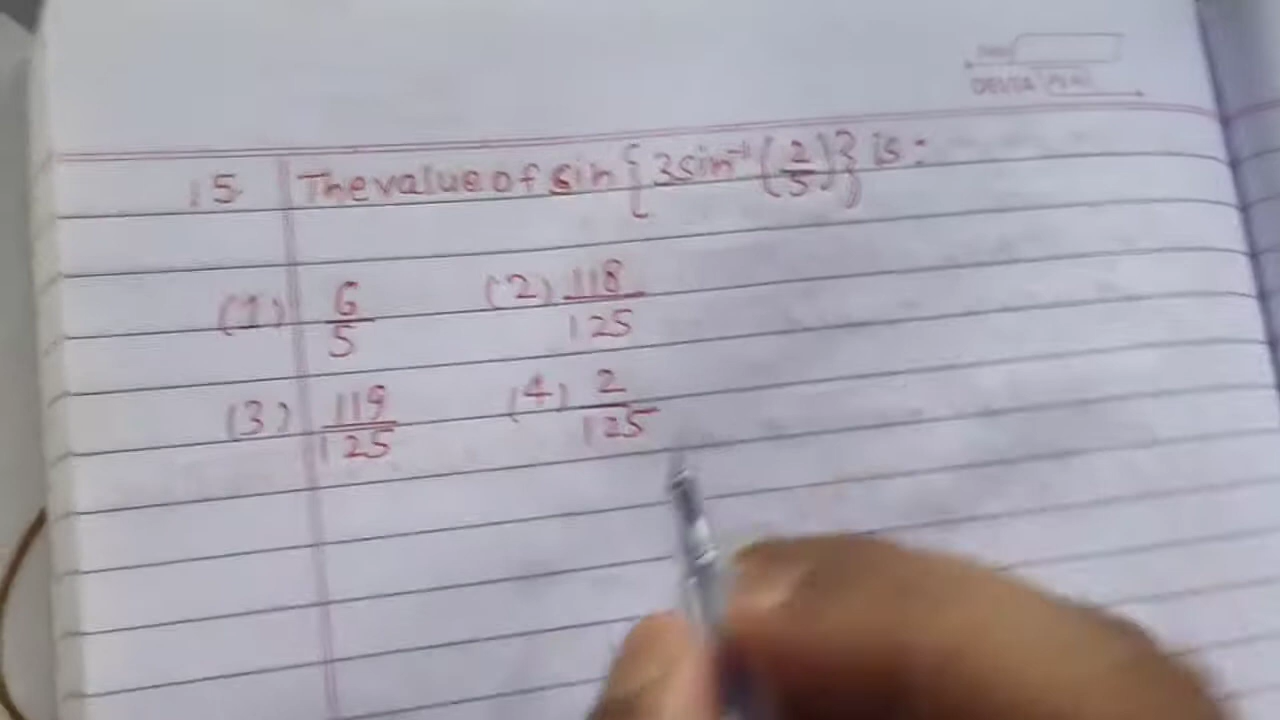 15 The value of sin { 3sin⁻¹ (2/5)} is :
(1) 6/5 (2) 118/125
(3) 119/125 (4) 2/125